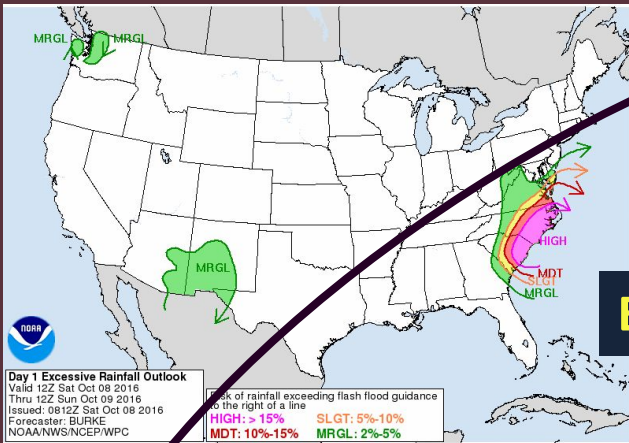 MRGL
MRGL
MRGL
HIGH
MDT
SLGT
MRGL
NOAA
Day 1 Excessive Rainfall Outlook
Valid 12Z Sat Oct 08 2016
Thru 12Z Sun Oct 09 2016
Issued: 0812Z Sat Oct 08 2016
Forecaster: BURKE
NOAA/NWS/NCEP/WPC
of rainfall exceeding flash flood guidance
to the right of a line
HIGH: > 15% SLGT: 5%-10%
MDT: 10%-15% MRGL: 2%-5%